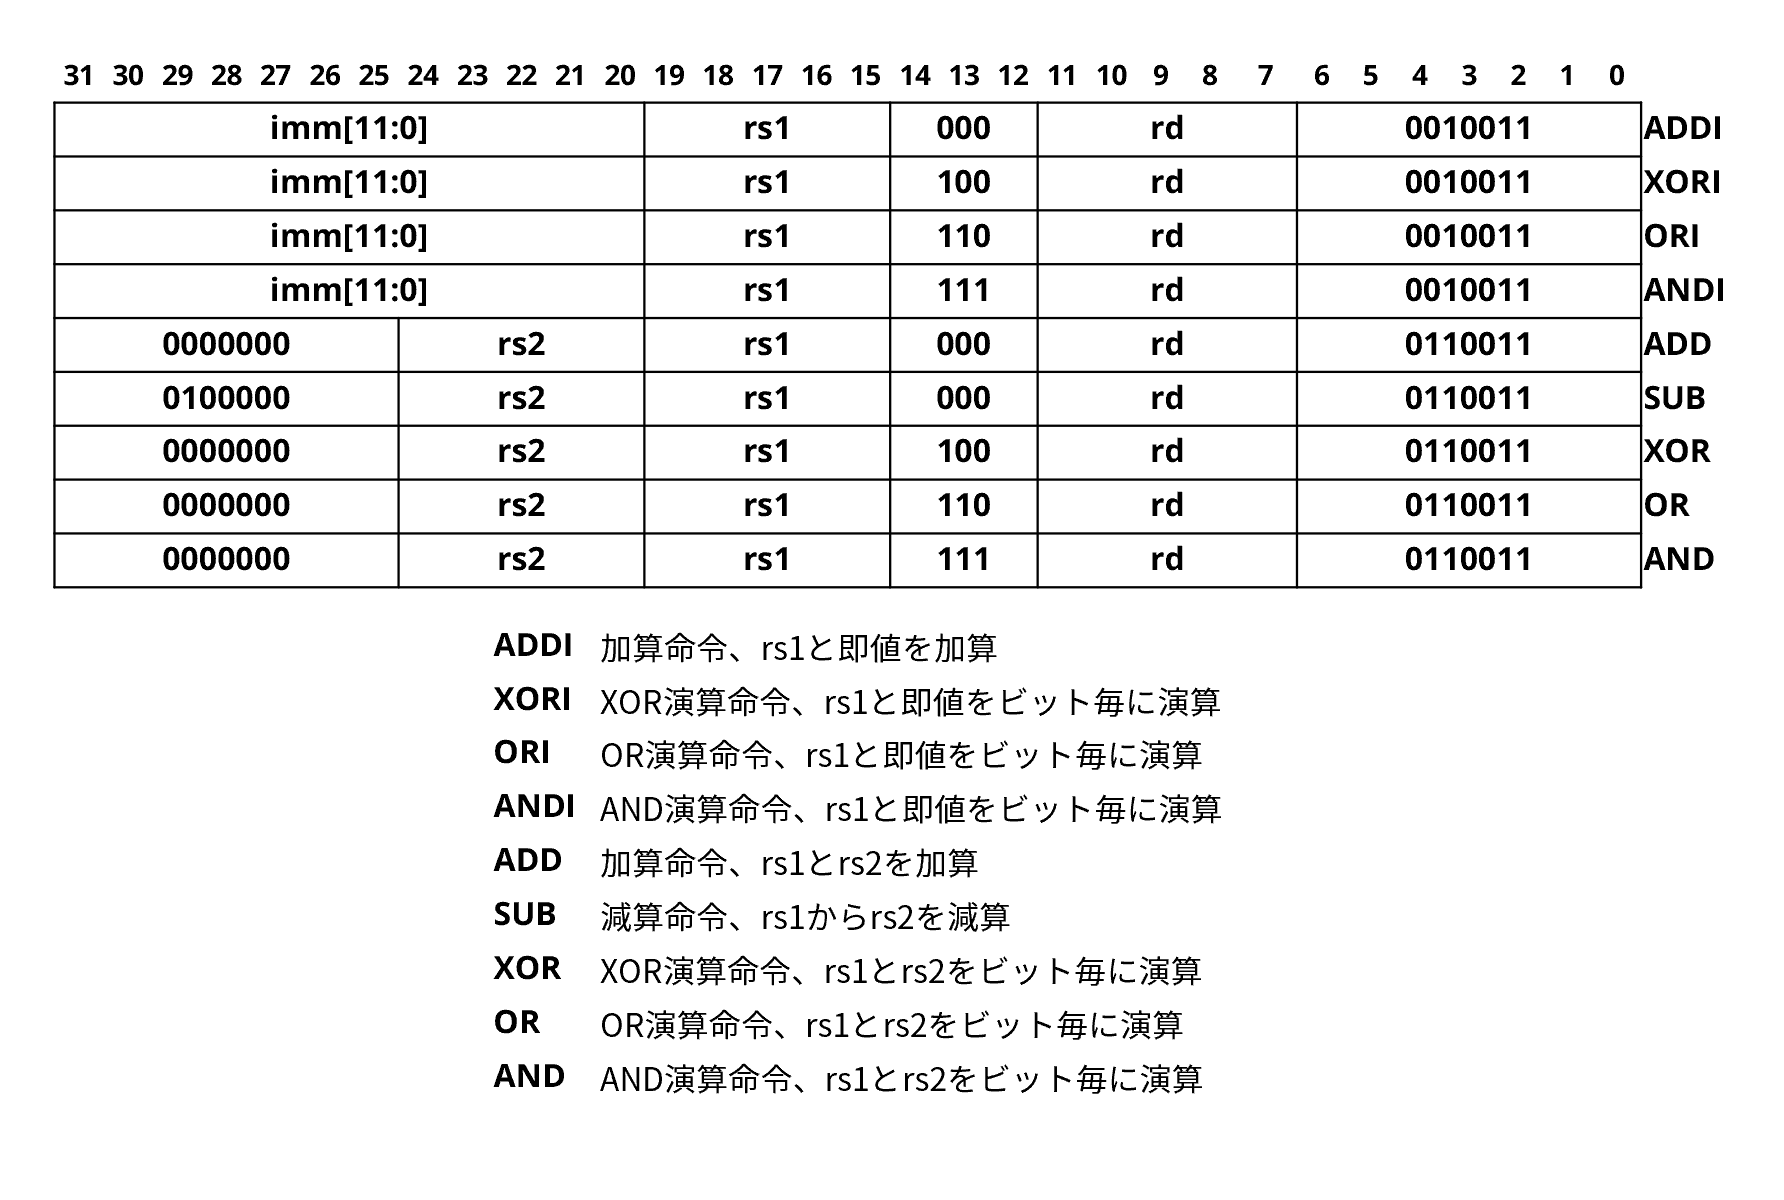 31 30 29 28 27 26 25 24 23 22 21 20 19 18 17 16 15 14 13 12 11 10 9 8 7 6 5 4 3 2 1 0
imm[11:0] rs1 000 rd 0010011 ADDI
imm[11:0] rs1 100 rd 0010011 XORI
imm[11:0] rs1 110 rd 0010011 ORI
imm[11:0] rs1 111 rd 0010011 ANDI
0000000 rs2 rs1 000 rd 0110011 ADD
0100000 rs2 rs1 000 rd 0110011 SUB
0000000 rs2 rs1 100 rd 0110011 XOR
0000000 rs2 rs1 110 rd 0110011 OR
0000000 rs2 rs1 111 rd 0110011 AND
ADDI 加算命令、rs1と即値を加算
XORI XOR演算命令、rs1と即値をビット毎に演算
ORI OR演算命令、rs1と即値をビット毎に演算
ANDI AND演算命令、rs1と即値をビット毎に演算
ADD 加算命令、rs1とrs2を加算
SUB 減算命令、rs1からrs2を減算
XOR XOR演算命令、rs1とrs2をビット毎に演算
OR OR演算命令、rs1とrs2をビット毎に演算
AND AND演算命令、rs1とrs2をビット毎に演算